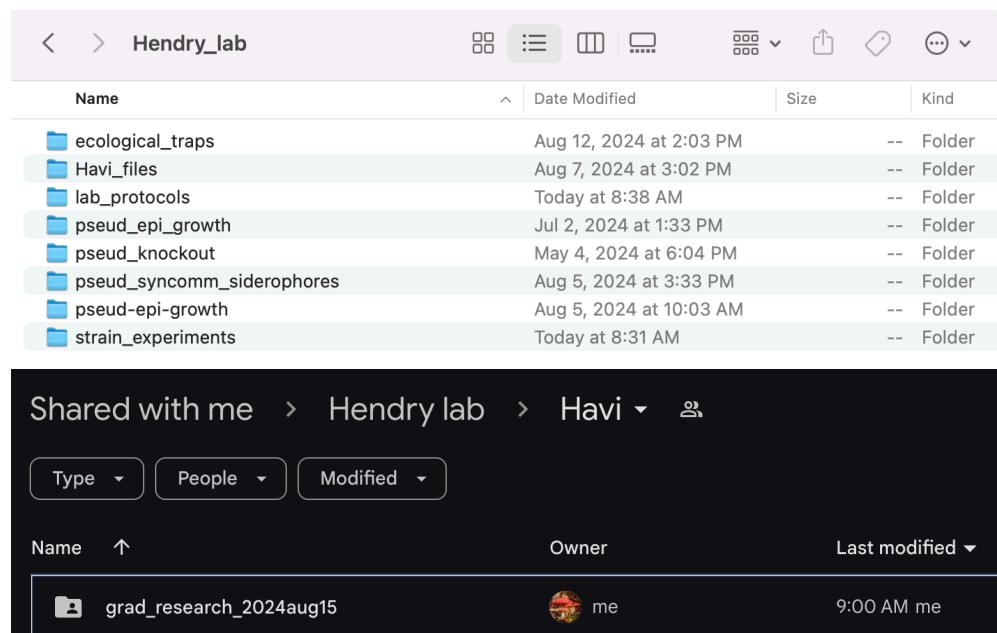 Hendry_lab
Name Date Modified Size Kind
ecological_traps Aug 12, 2024 at 2:03 PM -- Folder
Havi_files Aug 7, 2024 at 3:02 PM -- Folder
lab_protocols Today at 8:38 AM -- Folder
pseud_epi_growth Jul 2, 2024 at 1:33 PM -- Folder
pseud_knockout May 4, 2024 at 6:04 PM -- Folder
pseud_syncomm_siderophores Aug 5, 2024 at 3:33 PM -- Folder
pseud-epi-growth Aug 5, 2024 at 10:03 AM -- Folder
strain_experiments Today at 8:31 AM -- Folder
Shared with me > Hendry lab > Havi
Type People Modified
Name Owner Last modified
grad_research_2024aug15 me 9:00 AM me